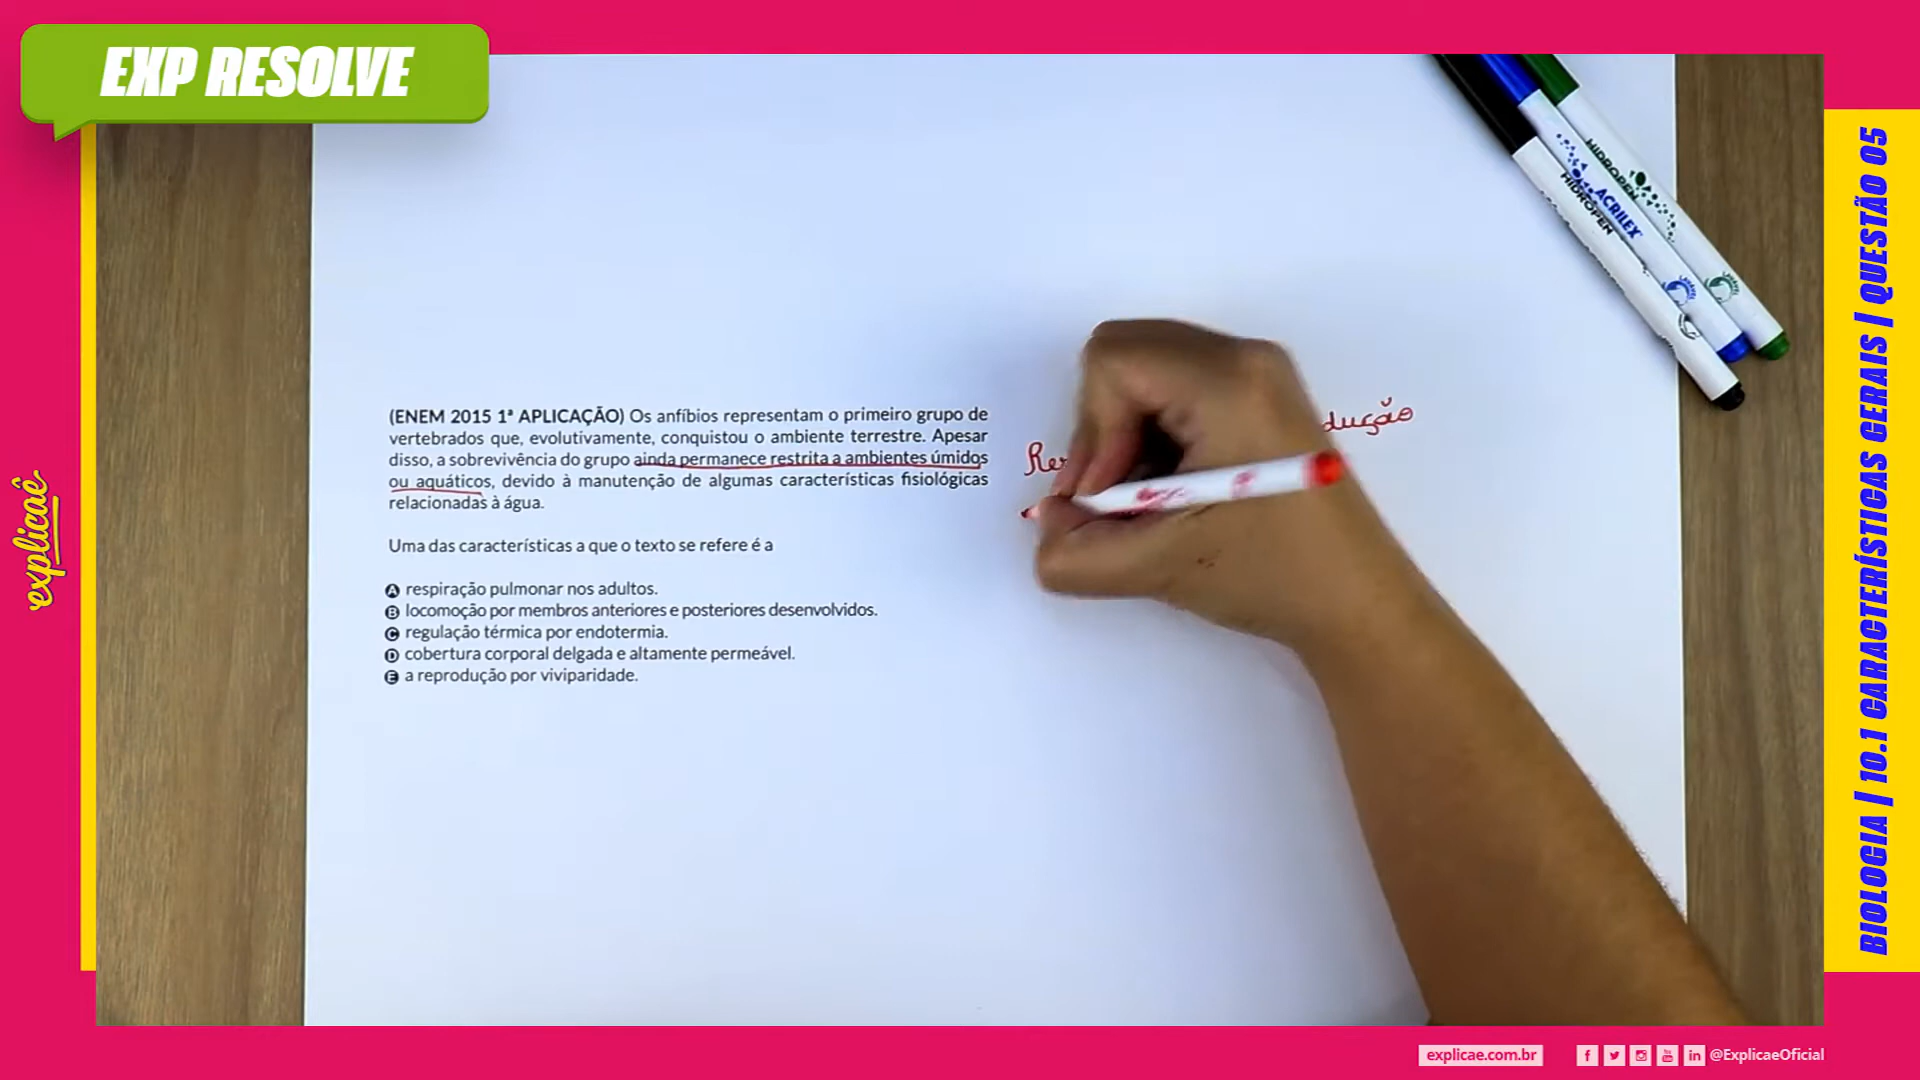 EXP RESOLVE
(ENEM 2015 1ª APLICAÇÃO) Os anfíbios representam o primeiro grupo de
vertebrados que, evolutivamente, conquistou o ambiente terrestre. Apesar
disso, a sobrevivência do grupo ainda permanece restrita a ambientes úmidos
ou aquáticos, devido à manutenção de algumas características fisiológicas
relacionadas à água.
Uma das características a que o texto se refere é a
A respiração pulmonar nos adultos.
B locomoção por membros anteriores e posteriores desenvolvidos.
C regulação térmica por endotermia.
D cobertura corporal delgada e altamente permeável.
E a reprodução por viviparidade.
HIDROPEN
ACRILEX
HIDROPEN
explicaê
BIOLOGIA | 10.1 CARACTERÍSTICAS GERAIS | QUESTÃO 05
explicae.com.br
@ExplicaeOficial